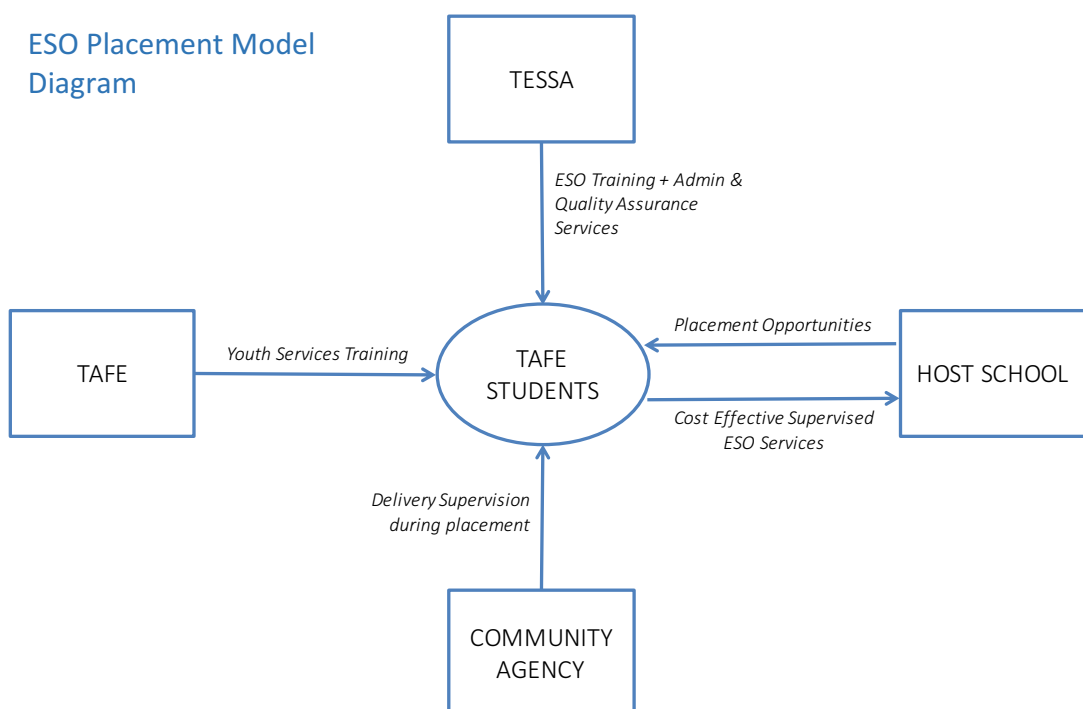 ESO Placement Model
Diagram
TESSA
ESO Training + Admin &
Quality Assurance
Services
TAFE
Youth Services Training
TAFE
STUDENTS
Placement Opportunities
HOST SCHOOL
Cost Effective Supervised
ESO Services
Delivery Supervision
during placement
COMMUNITY
AGENCY